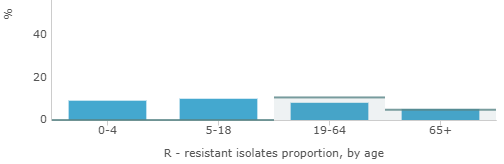 %
40
20
0
0-4 5-18 19-64 65+
R - resistant isolates proportion, by age